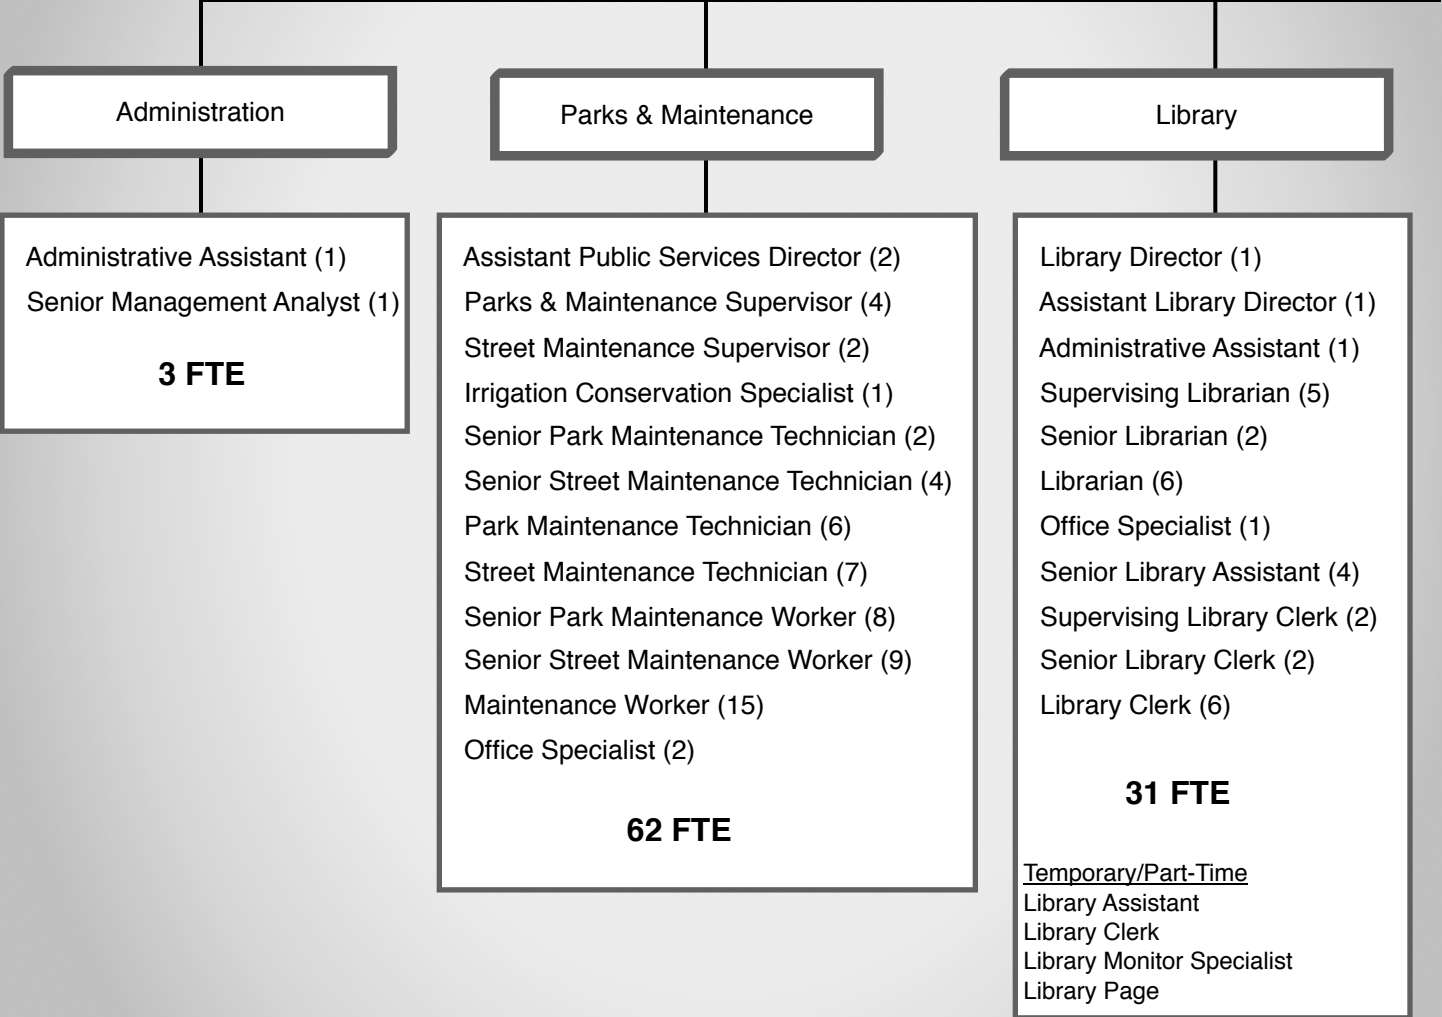 Administration
Administrative Assistant (1)
Senior Management Analyst (1)
3 FTE
Parks & Maintenance
Assistant Public Services Director (2)
Parks & Maintenance Supervisor (4)
Street Maintenance Supervisor (2)
Irrigation Conservation Specialist (1)
Senior Park Maintenance Technician (2)
Senior Street Maintenance Technician (4)
Park Maintenance Technician (6)
Street Maintenance Technician (7)
Senior Park Maintenance Worker (8)
Senior Street Maintenance Worker (9)
Maintenance Worker (15)
Office Specialist (2)
62 FTE
Library
Library Director (1)
Assistant Library Director (1)
Administrative Assistant (1)
Supervising Librarian (5)
Senior Librarian (2)
Librarian (6)
Office Specialist (1)
Senior Library Assistant (4)
Supervising Library Clerk (2)
Senior Library Clerk (2)
Library Clerk (6)
31 FTE
Temporary/Part-Time
Library Assistant
Library Clerk
Library Monitor Specialist
Library Page